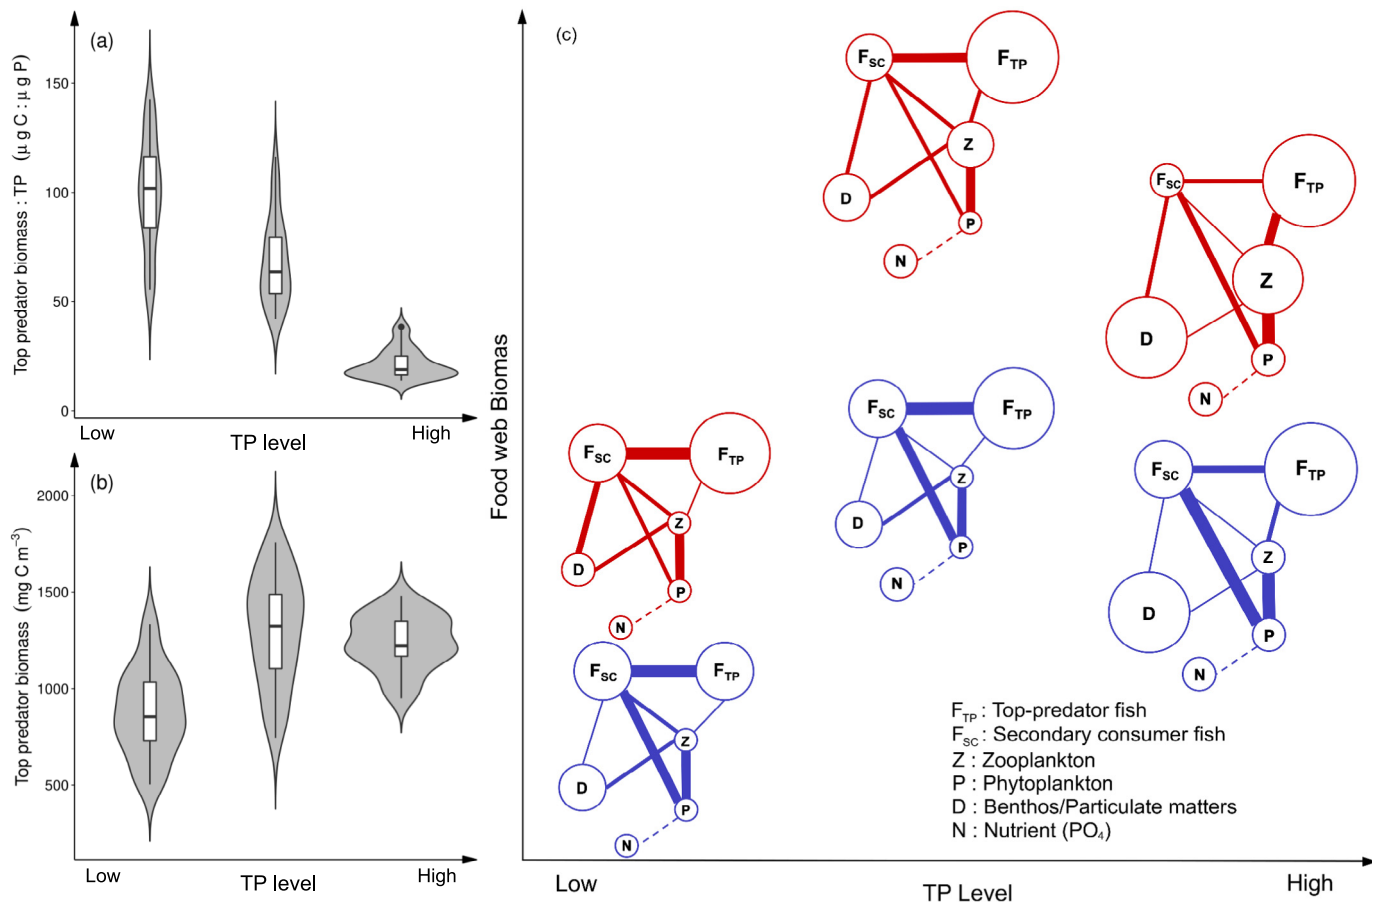 (a)
Top predator biomass : TP (μ g C : μ g P)
150
100
50
0
Low
TP level
High
(b)
Top predator biomass (mg C m⁻³)
2000
1500
1000
500
Low
TP level
High
(c)
Food web Biomas
F_SC
F_TP
Z
D
P
N
F_SC
F_TP
Z
D
P
N
F_SC
F_TP
Z
D
P
N
F_SC
F_TP
Z
D
P
N
F_SC
F_TP
Z
D
P
N
F_SC
F_TP
Z
D
P
N
F_TP : Top-predator fish
F_SC : Secondary consumer fish
Z : Zooplankton
P : Phytoplankton
D : Benthos/Particulate matters
N : Nutrient (PO₄)
Low
TP Level
High